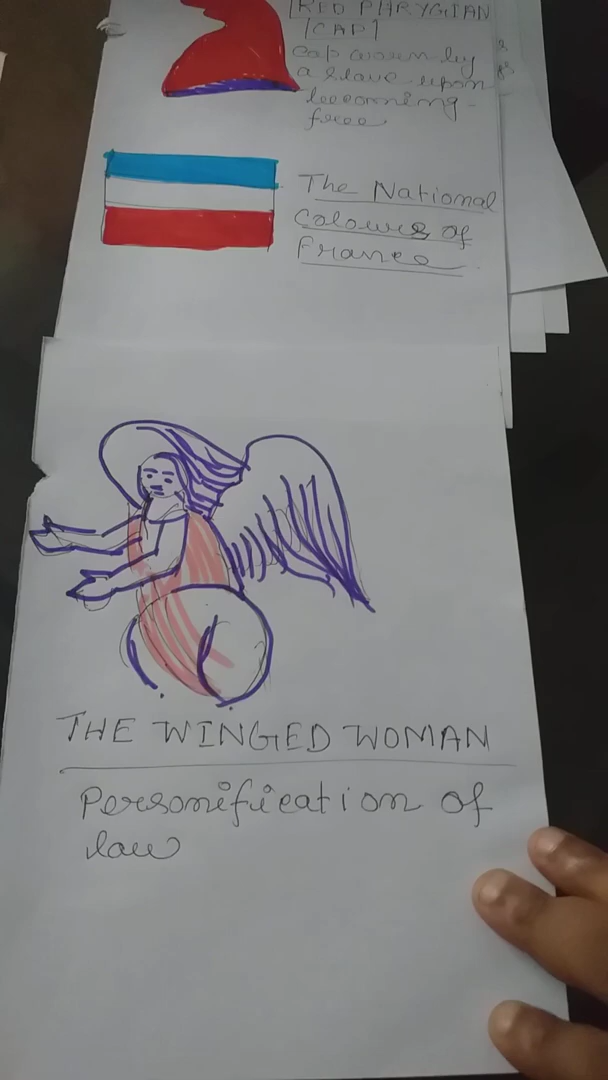 [RED PHRYGIAN
[CAP]
Cap worn by
a slave upon
becoming
free
The National
Colours of
France
THE WINGED WOMAN
Personification of
law